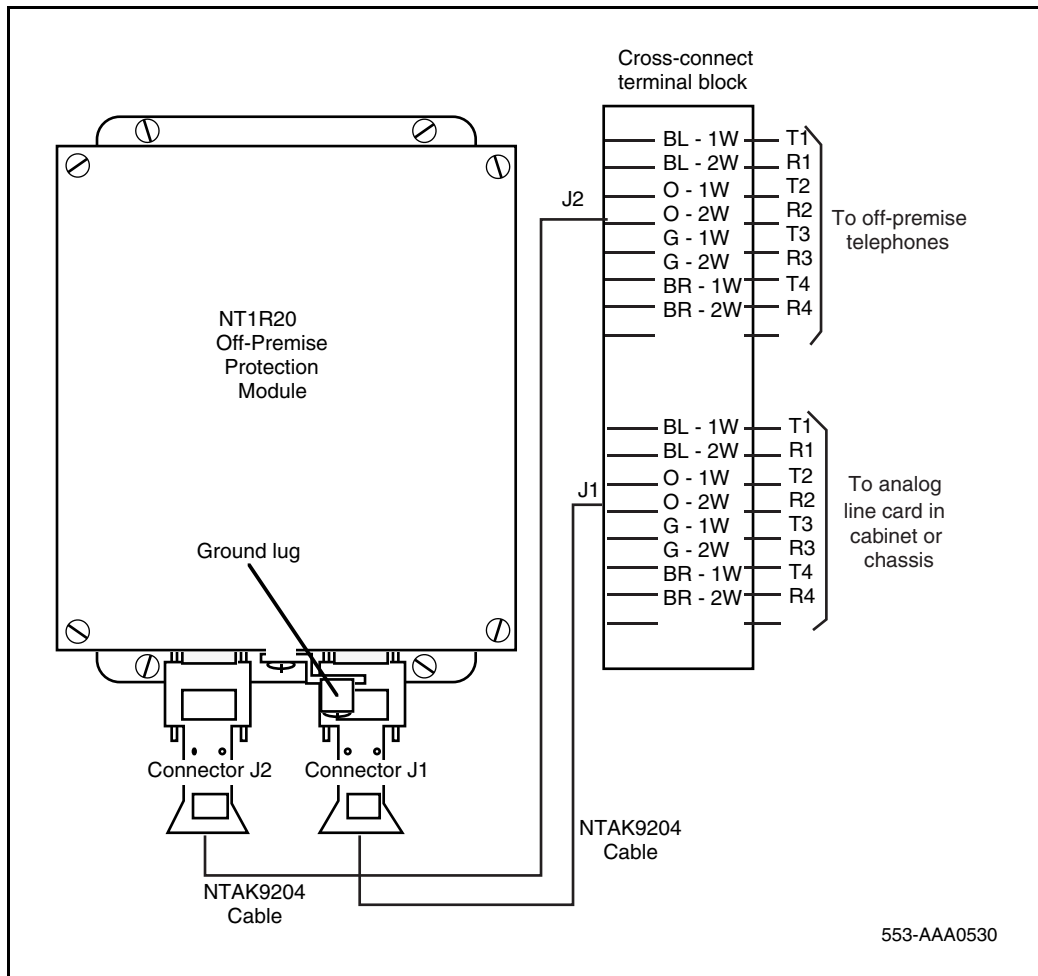 Cross-connect
terminal block
BL - 1W T1
BL - 2W R1
O - 1W T2
J2
O - 2W R2
G - 1W T3
G - 2W R3
BR - 1W T4
BR - 2W R4
To off-premise
telephones
NT1R20
Off-Premise
Protection
Module
BL - 1W T1
BL - 2W R1
O - 1W T2
J1
O - 2W R2
G - 1W T3
G - 2W R3
BR - 1W T4
BR - 2W R4
To analog
line card in
cabinet or
chassis
Ground lug
Connector J2
Connector J1
NTAK9204
Cable
NTAK9204
Cable
553-AAA0530